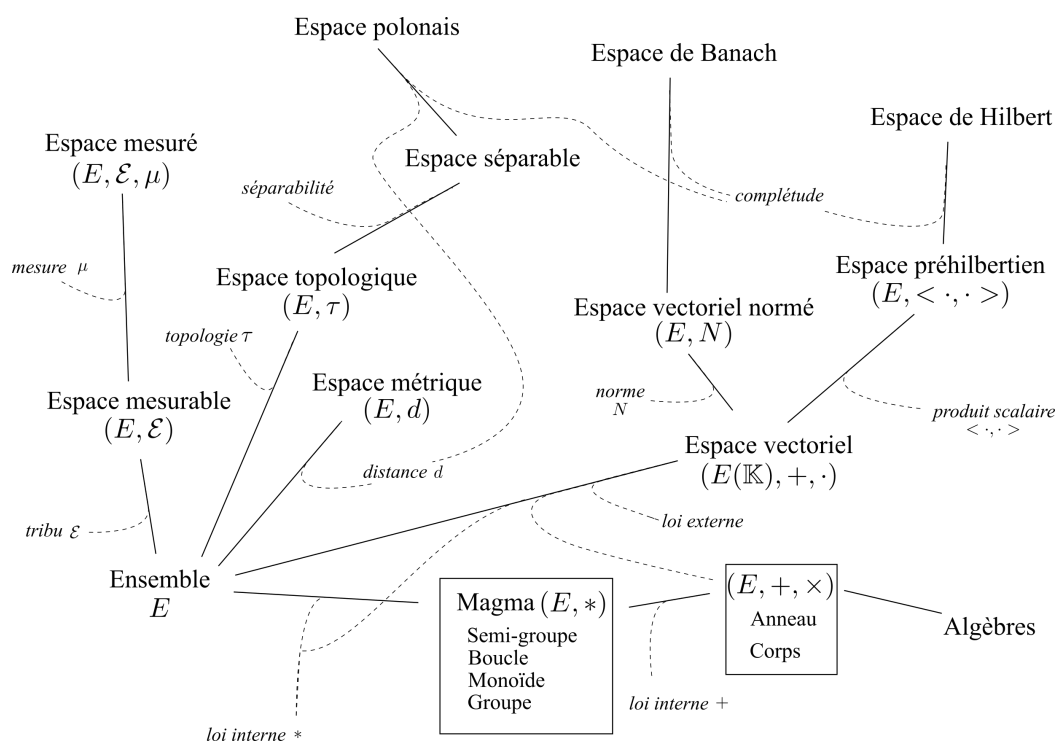 Espace polonais
Espace de Banach
Espace de Hilbert
Espace mesuré
(E, ℰ, μ)
Espace séparable
séparabilité
complétude
mesure μ
Espace topologique
(E, τ)
Espace préhilbertien
(E, < ·, · >)
Espace vectoriel normé
(E, N)
topologie τ
Espace métrique
(E, d)
Espace mesurable
(E, ℰ)
norme
N
produit scalaire
< ·, · >
Espace vectoriel
(E(𝕂), +, ·)
distance d
tribu ℰ
loi externe
Ensemble
E
Magma (E, ∗)
Semi-groupe
Boucle
Monoïde
Groupe
(E, +, ×)
Anneau
Corps
Algèbres
loi interne +
loi interne ∗